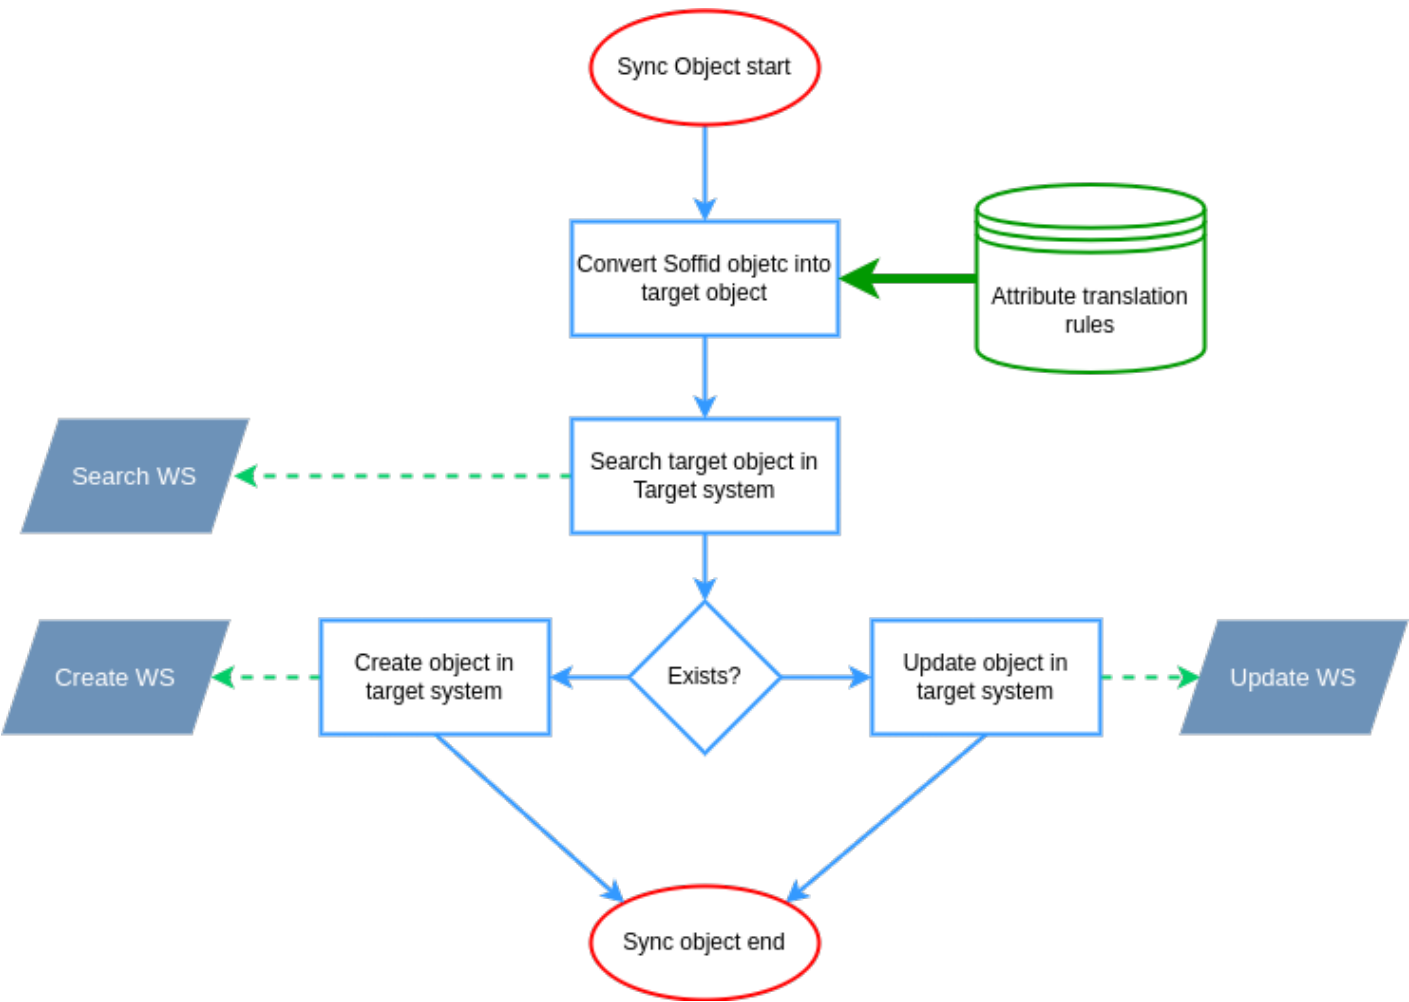 Sync Object start
Convert Soffid objetc into
target object
Attribute translation
rules
Search WS
Search target object in
Target system
Create WS
Create object in
target system
Exists?
Update object in
target system
Update WS
Sync object end